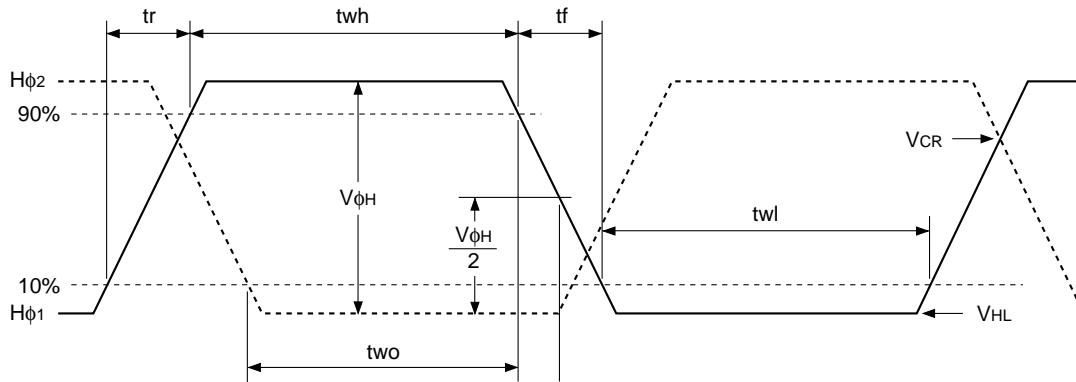 tr twh tf
Hϕ2
90%
VCR
VϕH
twl
VϕH
2
10%
Hϕ1
VHL
two